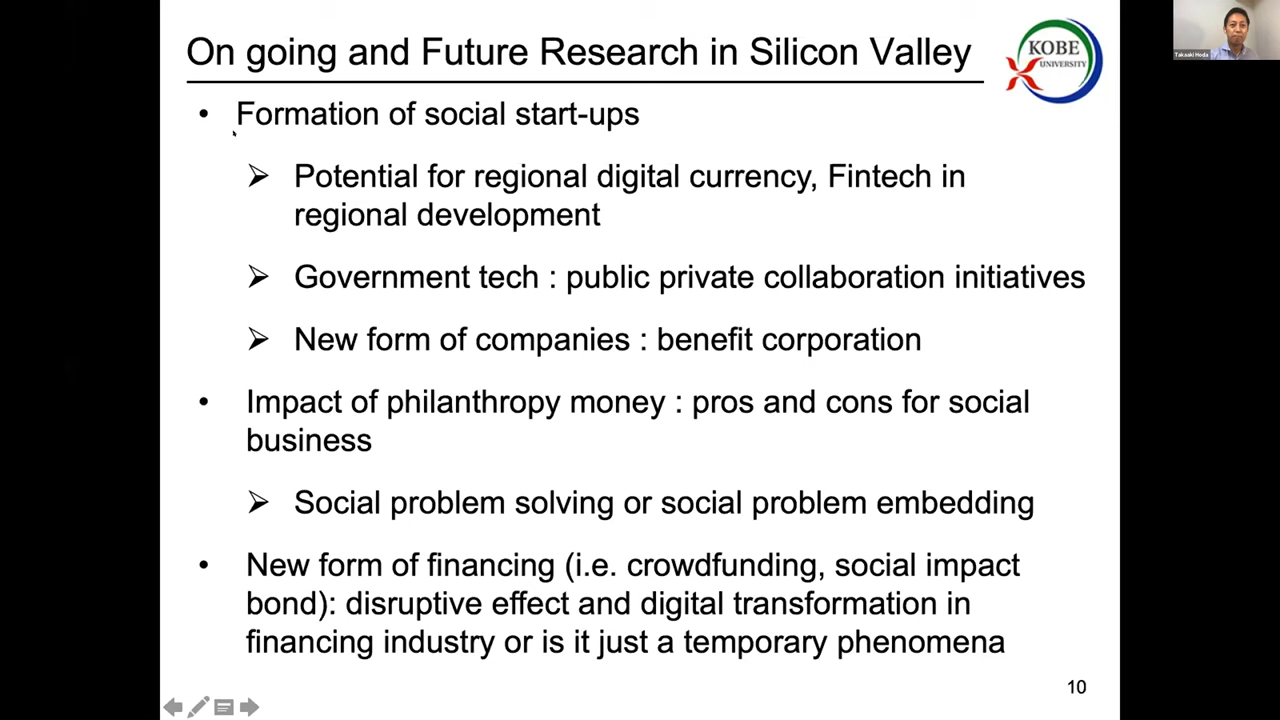 On going and Future Research in Silicon Valley
KOBE
UNIVERSITY
Takaaki Hoda
• Formation of social start-ups
➢ Potential for regional digital currency, Fintech in
regional development
➢ Government tech : public private collaboration initiatives
➢ New form of companies : benefit corporation
• Impact of philanthropy money : pros and cons for social
business
➢ Social problem solving or social problem embedding
• New form of financing (i.e. crowdfunding, social impact
bond): disruptive effect and digital transformation in
financing industry or is it just a temporary phenomena
10